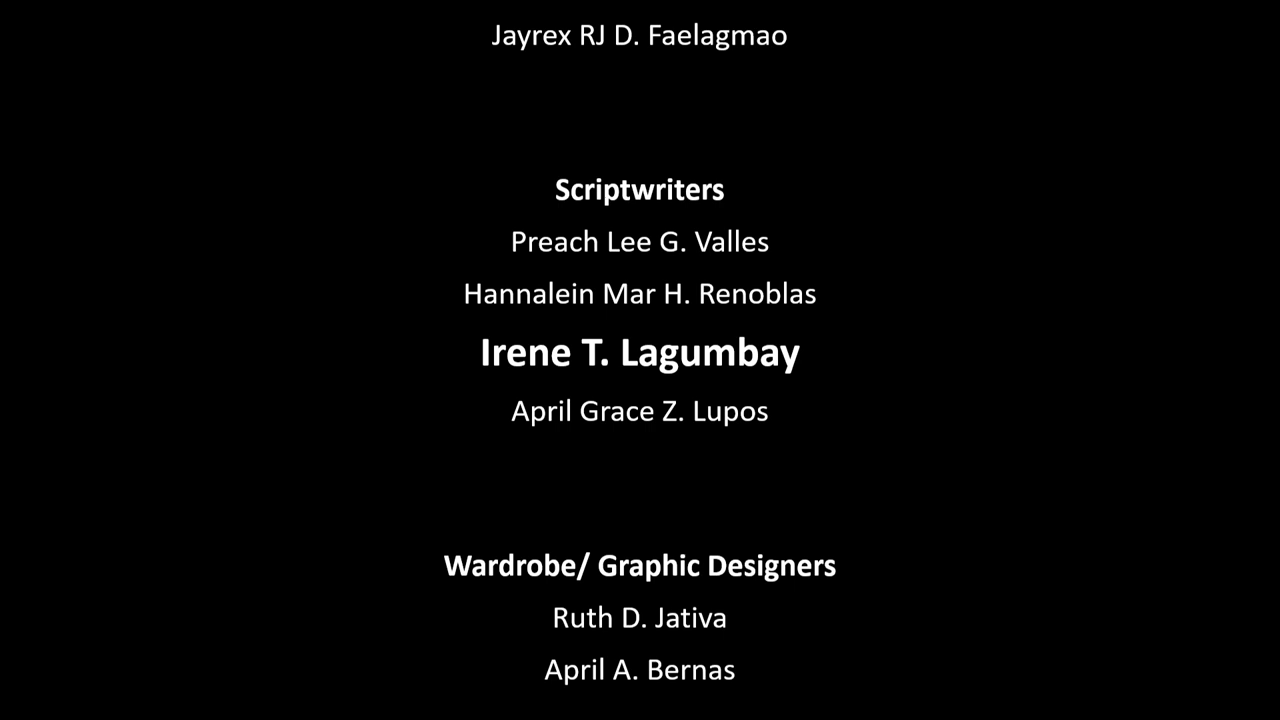 Jayrex RJ D. Faelagmao
Scriptwriters
Preach Lee G. Valles
Hannalein Mar H. Renoblas
Irene T. Lagumbay
April Grace Z. Lupos
Wardrobe/ Graphic Designers
Ruth D. Jativa
April A. Bernas